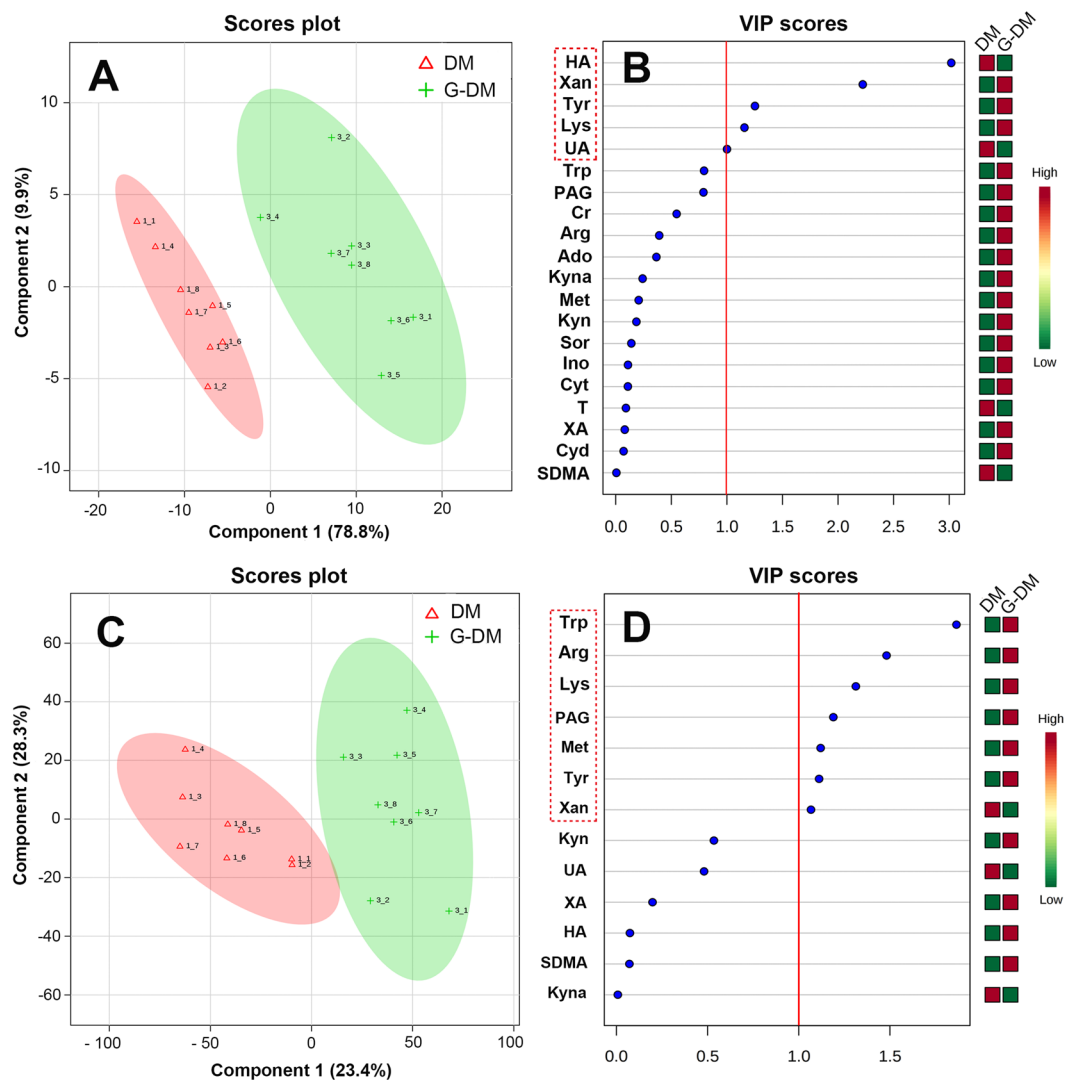 Scores plot
A
DM
G-DM
Component 2 (9.9%)
10
5
0
-5
-10
3_2
3_4
3_3
3_7
3_8
3_6
3_1
3_5
1_1
1_4
1_8
1_5
1_7
1_6
1_3
1_2
-20
-10
0
10
20
Component 1 (78.8%)
VIP scores
B
DM
G-DM
HA
Xan
Tyr
Lys
UA
Trp
PAG
Cr
Arg
Ado
Kyna
Met
Kyn
Sor
Ino
Cyt
T
XA
Cyd
SDMA
0.0
0.5
1.0
1.5
2.0
2.5
3.0
High
Low
Scores plot
C
DM
G-DM
Component 2 (28.3%)
60
40
20
0
-20
-40
-60
3_4
3_3
3_5
3_8
3_7
3_6
3_2
3_1
1_4
1_3
1_8
1_5
1_7
1_6
1_1
1_2
- 100
- 50
0
50
100
Component 1 (23.4%)
VIP scores
D
DM
G-DM
Trp
Arg
Lys
PAG
Met
Tyr
Xan
Kyn
UA
XA
HA
SDMA
Kyna
0.0
0.5
1.0
1.5
High
Low